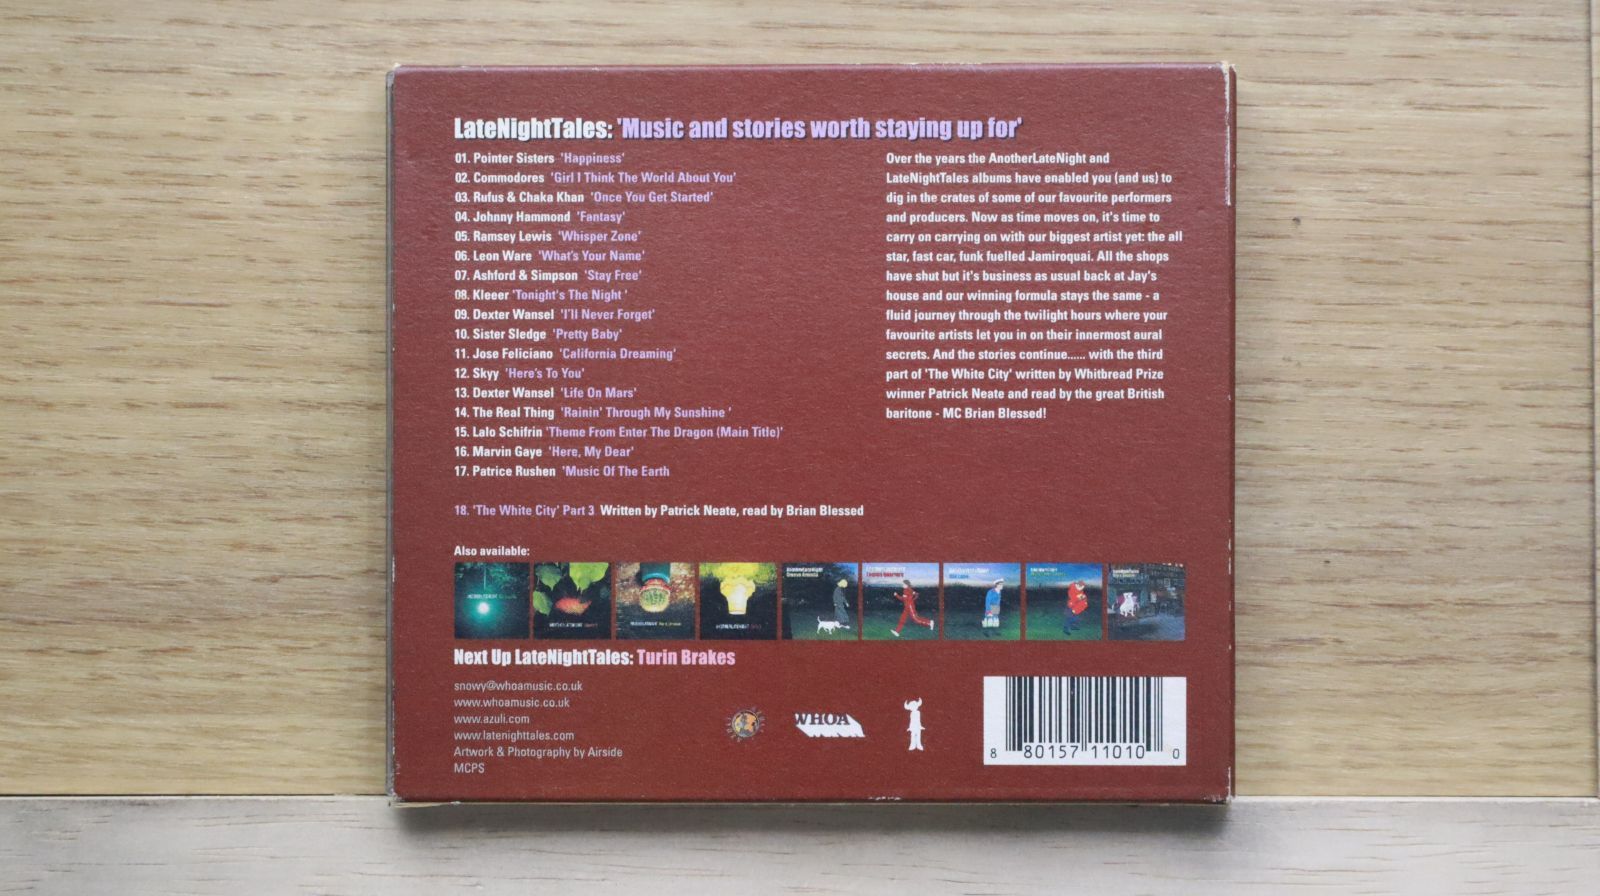 LateNightTales: 'Music and stories worth staying up for'
01. Pointer Sisters 'Happiness'
02. Commodores 'Girl I Think The World About You'
03. Rufus & Chaka Khan 'Once You Get Started'
04. Johnny Hammond 'Fantasy'
05. Ramsey Lewis 'Whisper Zone'
06. Leon Ware 'What's Your Name'
07. Ashford & Simpson 'Stay Free'
08. Kleeer 'Tonight's The Night '
09. Dexter Wansel 'I'll Never Forget'
10. Sister Sledge 'Pretty Baby'
11. Jose Feliciano 'California Dreaming'
12. Skyy 'Here's To You'
13. Dexter Wansel 'Life On Mars'
14. The Real Thing 'Rainin' Through My Sunshine '
15. Lalo Schifrin 'Theme From Enter The Dragon (Main Title)'
16. Marvin Gaye 'Here, My Dear'
17. Patrice Rushen 'Music Of The Earth
18. 'The White City' Part 3 Written by Patrick Neate, read by Brian Blessed
Over the years the AnotherLateNight and
LateNightTales albums have enabled you (and us) to
dig in the crates of some of our favourite performers
and producers. Now as time moves on, it's time to
carry on carrying on with our biggest artist yet: the all
star, fast car, funk fuelled Jamiroquai. All the shops
have shut but it's business as usual back at Jay's
house and our winning formula stays the same - a
fluid journey through the twilight hours where your
favourite artists let you in on their innermost aural
secrets. And the stories continue...... with the third
part of 'The White City' written by Whitbread Prize
winner Patrick Neate and read by the great British
baritone - MC Brian Blessed!
Also available:
Next Up LateNightTales: Turin Brakes
snowy@whoamusic.co.uk
www.whoamusic.co.uk
www.azuli.com
www.latenighttales.com
Artwork & Photography by Airside
MCPS
WHOA
8 80157 11010 0